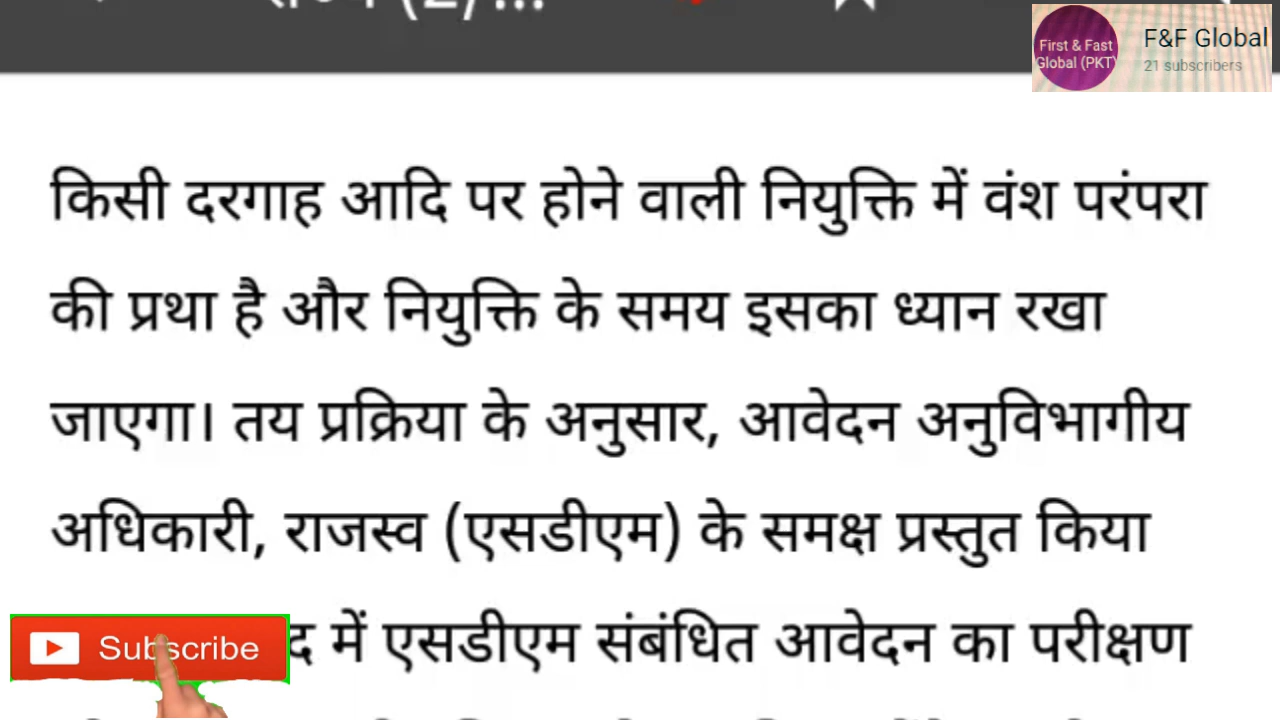 F&F Global
First & Fast
Global (PKT)
21 subscribers
किसी दरगाह आदि पर होने वाली नियुक्ति में वंश परंपरा
की प्रथा है और नियुक्ति के समय इसका ध्यान रखा
जाएगा। तय प्रक्रिया के अनुसार, आवेदन अनुविभागीय
अधिकारी, राजस्व (एसडीएम) के समक्ष प्रस्तुत किया
में एसडीएम संबंधित आवेदन का परीक्षण
Subscribe